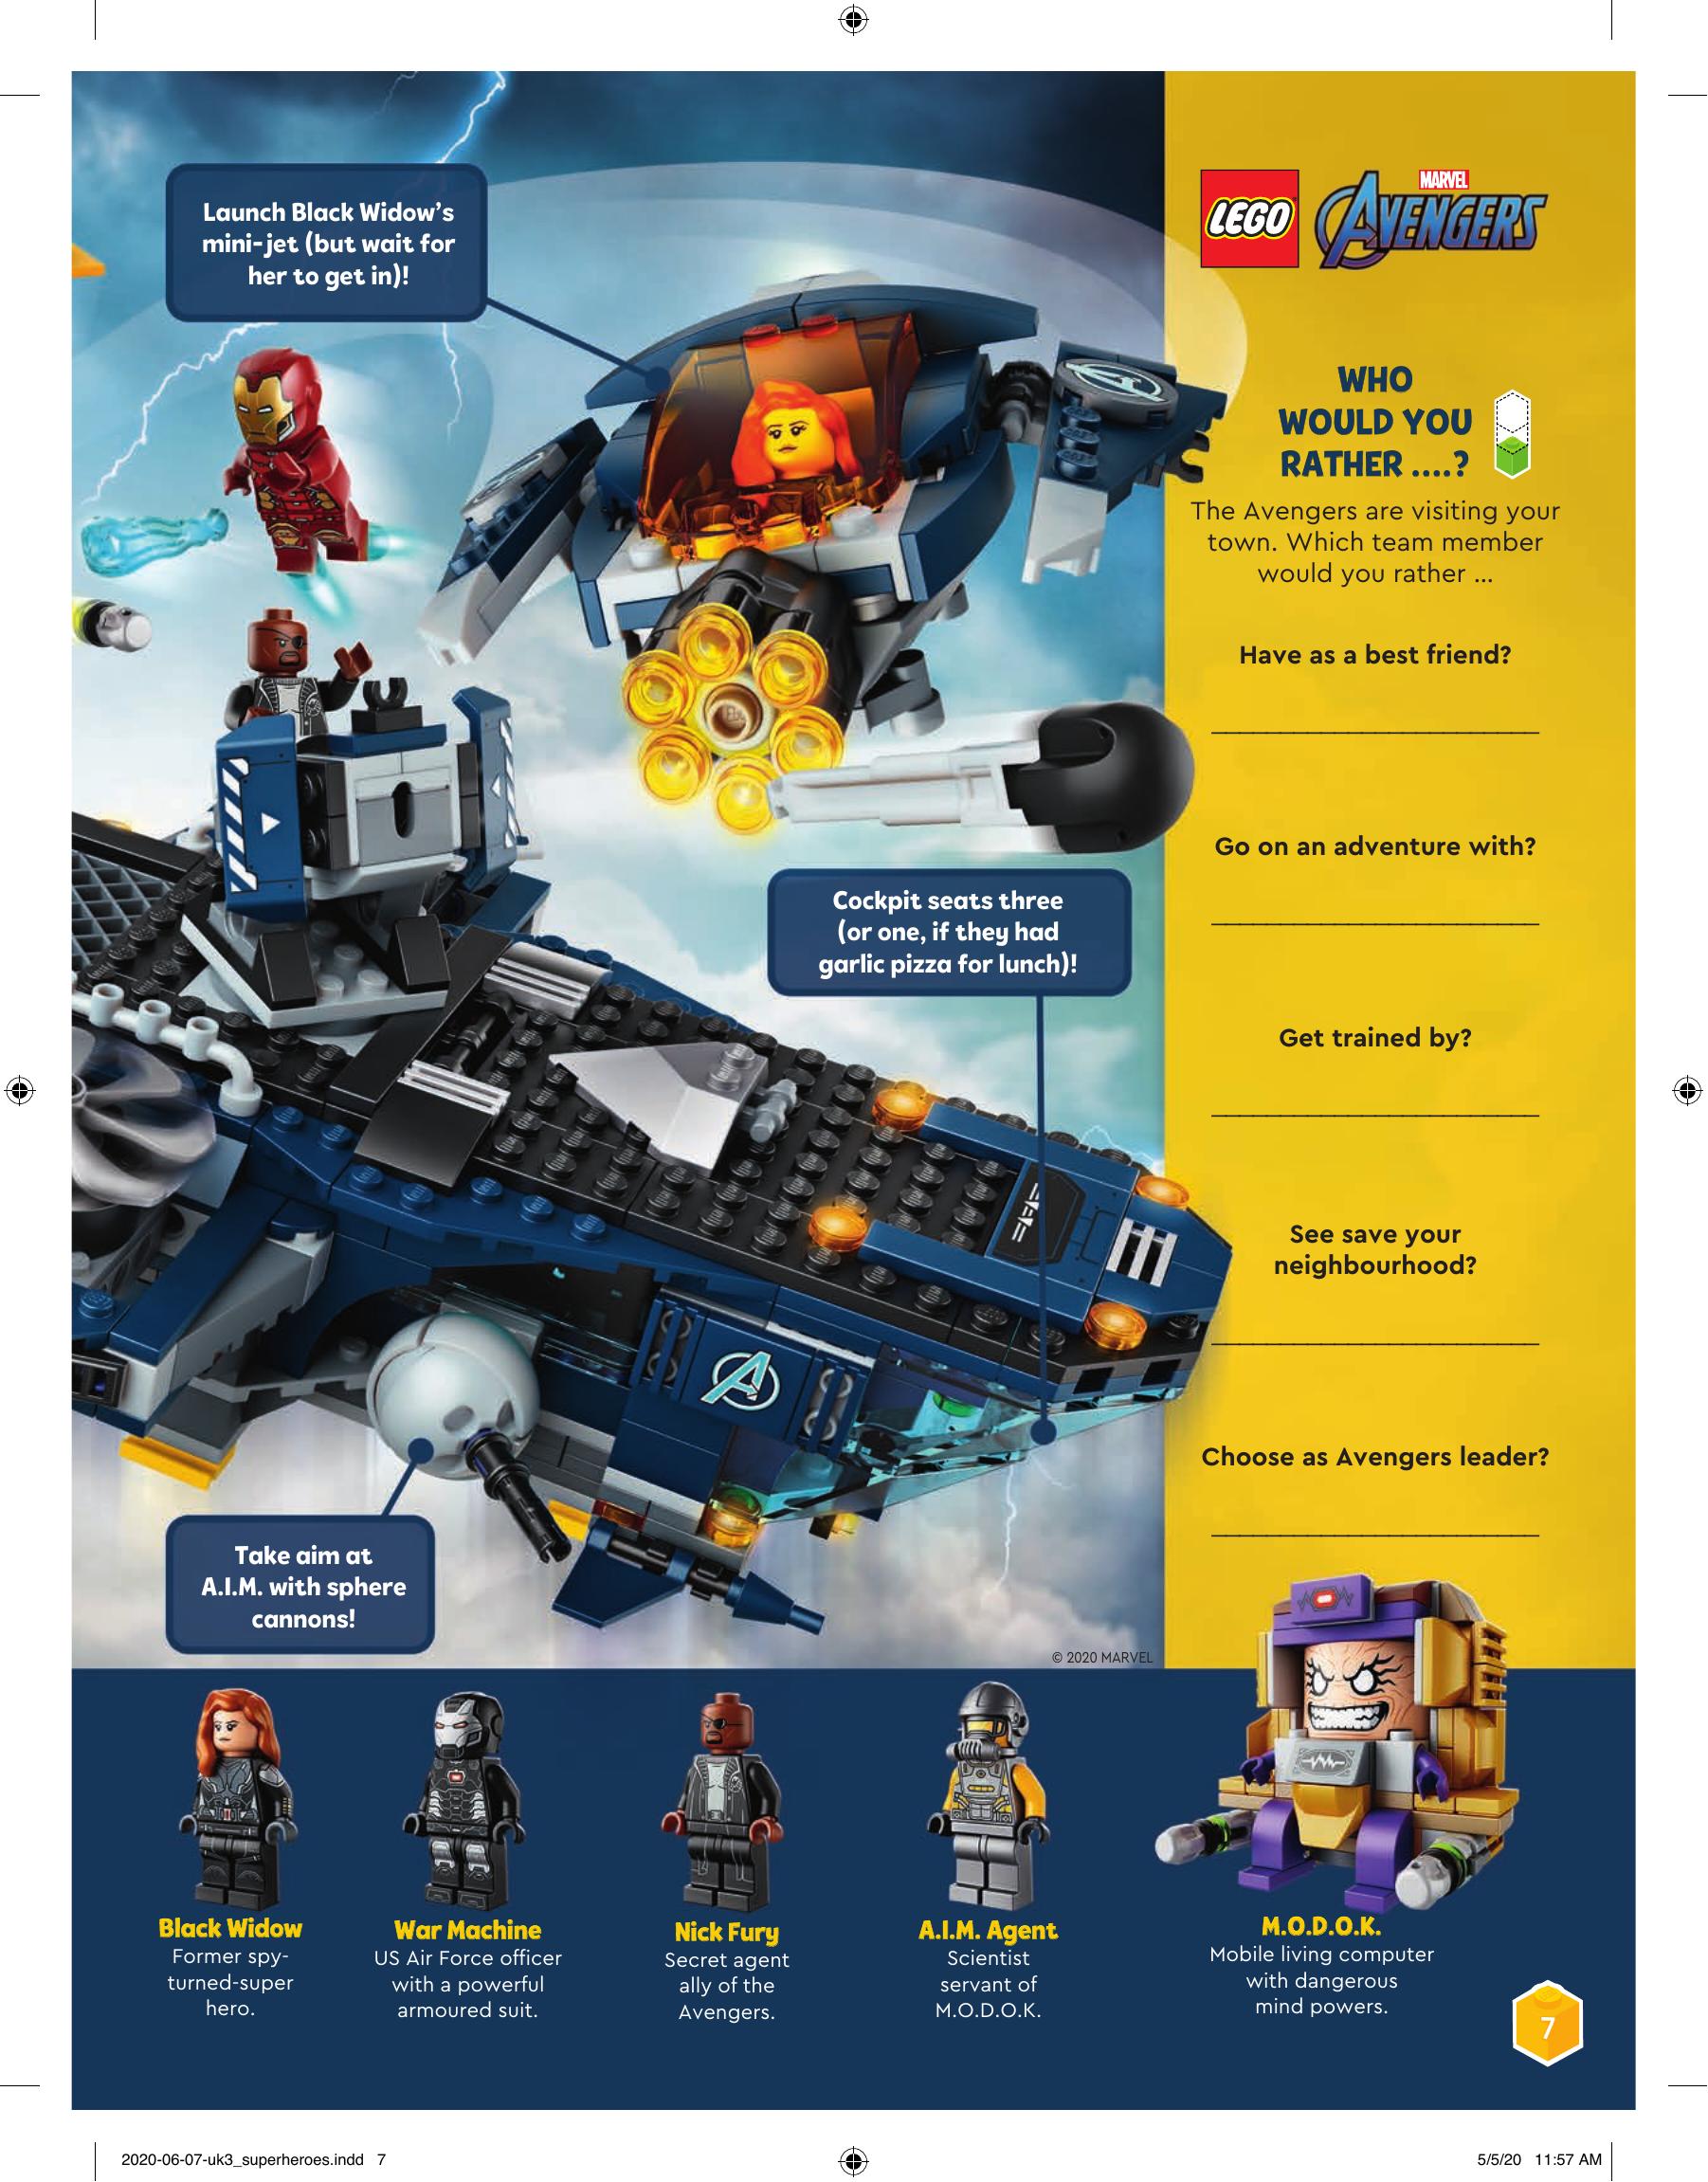 Launch Black Widow's
mini-jet (but wait for
her to get in)!
LEGO
MARVEL
AVENGERS
WHO
WOULD YOU
RATHER ....?
The Avengers are visiting your
town. Which team member
would you rather ...
Have as a best friend?
Go on an adventure with?
Get trained by?
See save your
neighbourhood?
Choose as Avengers leader?
Cockpit seats three
(or one, if they had
garlic pizza for lunch)!
Take aim at
A.I.M. with sphere
cannons!
© 2020 MARVEL
Black Widow
Former spy-
turned-super
hero.
War Machine
US Air Force officer
with a powerful
armoured suit.
Nick Fury
Secret agent
ally of the
Avengers.
A.I.M. Agent
Scientist
servant of
M.O.D.O.K.
M.O.D.O.K.
Mobile living computer
with dangerous
mind powers.
7
2020-06-07-uk3_superheroes.indd 7
5/5/20 11:57 AM